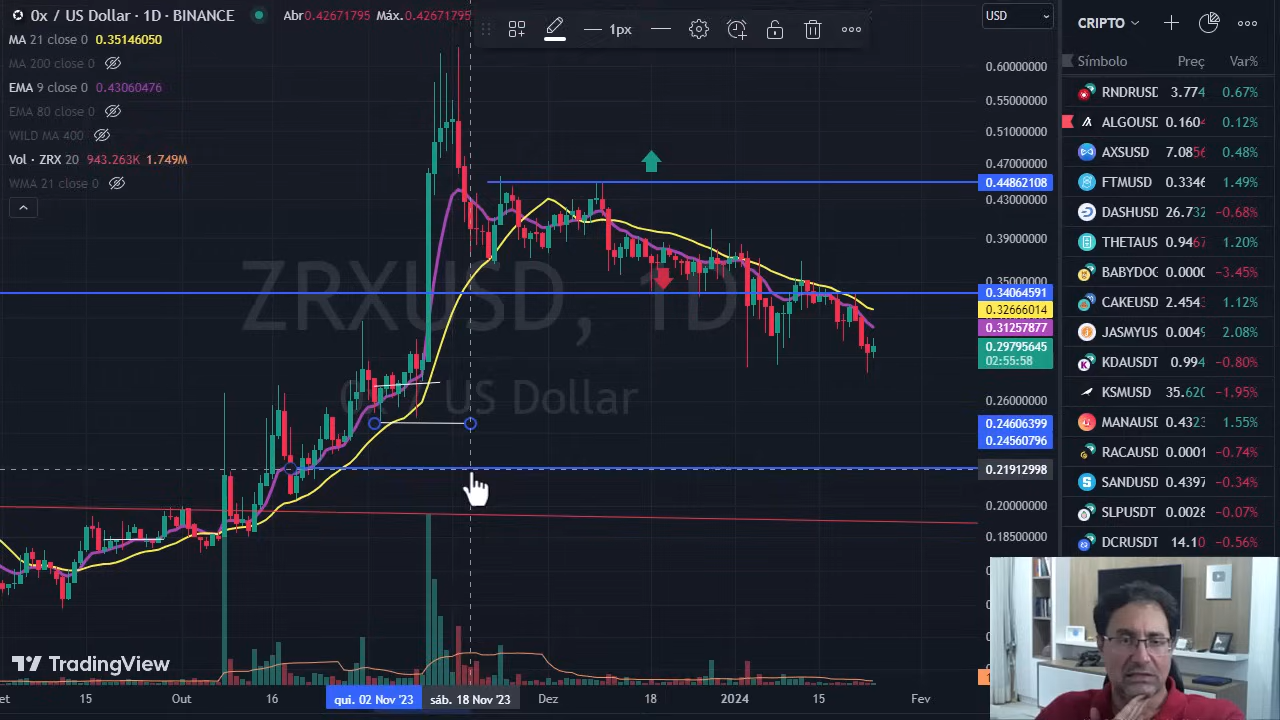 0x / US Dollar · 1D · BINANCE
Abr0.42671795 Máx.0.42671795
MA 21 close 0 0.35146050
MA 200 close 0
EMA 9 close 0 0.43060476
EMA 80 close 0
WILD MA 400
Vol · ZRX 20 943.263K 1.749M
WMA 21 close 0
1px
USD
ZRXUSD, 1D
0x / US Dollar
0.60000000
0.55000000
0.51000000
0.47000000
0.44862108
0.43000000
0.39000000
0.35000000
0.34064591
0.32666014
0.31257877
0.29795645
02:55:58
0.26000000
0.24606399
0.24560796
0.21912998
0.20000000
0.18500000
TradingView
15
Out
16
qui. 02 Nov '23
sáb. 18 Nov '23
Dez
18
2024
15
Fev
CRIPTO
Símbolo Preç Var%
RNDRUSD 3.774 0.67%
ALGOUSD 0.160 0.12%
AXSUSD 7.085 0.48%
FTMUSD 0.3346 1.49%
DASHUSD 26.732 −0.68%
THETAUS 0.9467 1.20%
BABYDOC 0.0000 −3.45%
CAKEUSD 2.454 1.12%
JASMYUS 0.004 2.08%
KDAUSDT 0.994 −0.80%
KSMUSD 35.620 −1.95%
MANAUSD 0.4323 1.55%
RACAUSD 0.0001 −0.74%
SANDUSD 0.4397 −0.34%
SLPUSDT 0.0028 −0.07%
DCRUSDT 14.10 −0.56%